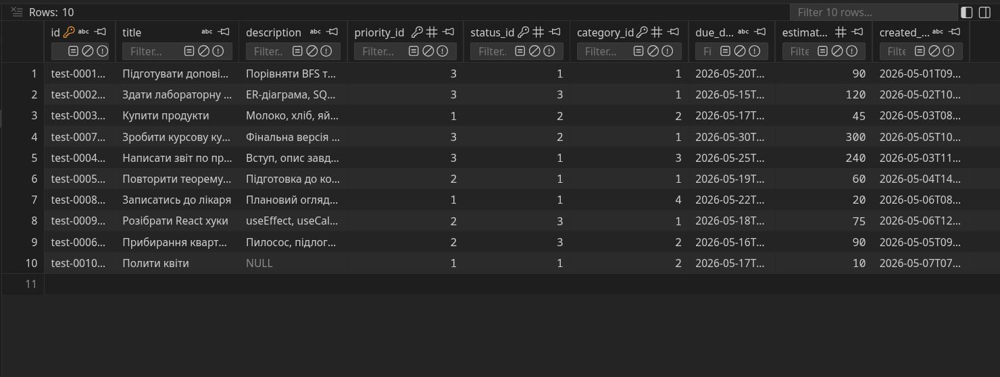 Rows: 10 Filter 10 rows...
id abc title abc description abc priority_id status_id category_id due_d... abc estimat... created_... abc
Filter... Filter.. Filter... Filter.. Filter... Fi Filte Filte
1 test-0001... Підготувати допові... Порівняти BFS т... 3 1 1 2026-05-20T... 90 2026-05-01T09...
2 test-0002... Здати лабораторну ... ER-діаграма, SQ... 3 3 1 2026-05-15T... 120 2026-05-02T10...
3 test-0003... Купити продукти Молоко, хліб, яй... 1 2 2 2026-05-17T... 45 2026-05-03T08...
4 test-0007... Зробити курсову ку... Фінальна версія ... 3 2 1 2026-05-30T... 300 2026-05-05T10...
5 test-0004... Написати звіт по пр... Вступ, опис завд... 3 1 3 2026-05-25T... 240 2026-05-03T11...
6 test-0005... Повторити теорему... Підготовка до ко... 2 1 1 2026-05-19T... 60 2026-05-04T14...
7 test-0008... Записатись до лікаря Плановий огляд... 1 1 4 2026-05-22T... 20 2026-05-06T08...
8 test-0009... Розібрати React хуки useEffect, useCal... 2 3 1 2026-05-18T... 75 2026-05-06T12...
9 test-0006... Прибирання кварт... Пилосос, підлог... 2 3 2 2026-05-16T... 90 2026-05-05T09...
10 test-0010... Полити квіти NULL 1 1 2 2026-05-17T... 10 2026-05-07T07...
11